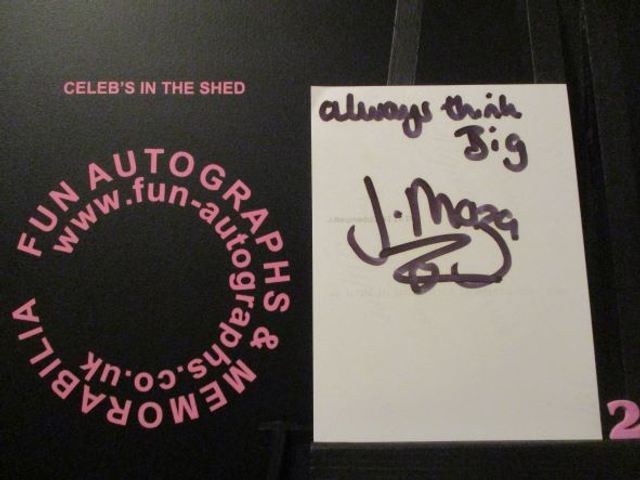 CELEB'S IN THE SHED
FUN AUTOGRAPHS & MEMORABILIA
www.fun-autographs.co.uk
always think
Big
J. Maza
2